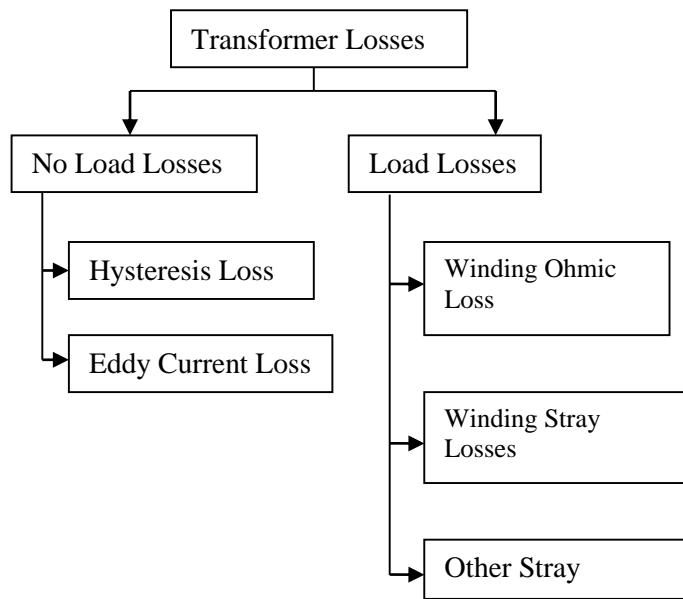 Transformer Losses
No Load Losses
Load Losses
Hysteresis Loss
Eddy Current Loss
Winding Ohmic
Loss
Winding Stray
Losses
Other Stray